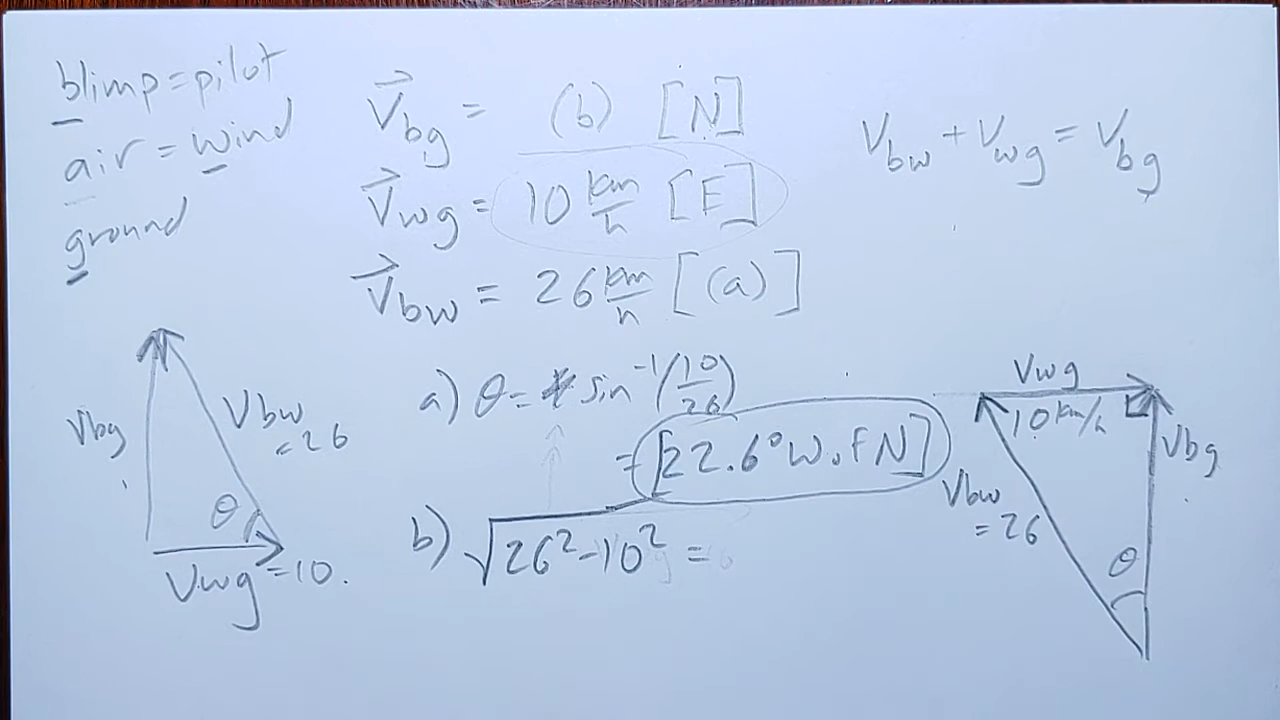 blimp = pilot
air = wind
ground
V⃗bg = (b) [N]
V⃗wg = 10 km/h [E]
V⃗bw = 26 km/h [(a)]
Vbw + Vwg = Vbg
Vbg
Vbw
= 26
θ
Vwg = 10.
a) θ = sin⁻¹(10/26)
= [22.6° W of N]
b) √26² - 10² =
Vwg
10 km/h
Vbg
Vbw
= 26
θ